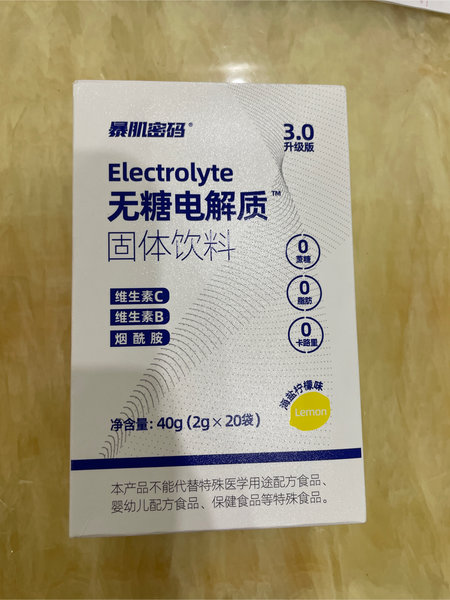 暴肌密码®
3.0
升级版
Electrolyte
无糖电解质™
固体饮料
0
蔗糖
0
脂肪
0
卡路里
维生素C
维生素B
烟酰胺
海盐柠檬味
Lemon
净含量: 40g (2g×20袋)
本产品不能代替特殊医学用途配方食品、
婴幼儿配方食品、保健食品等特殊食品。